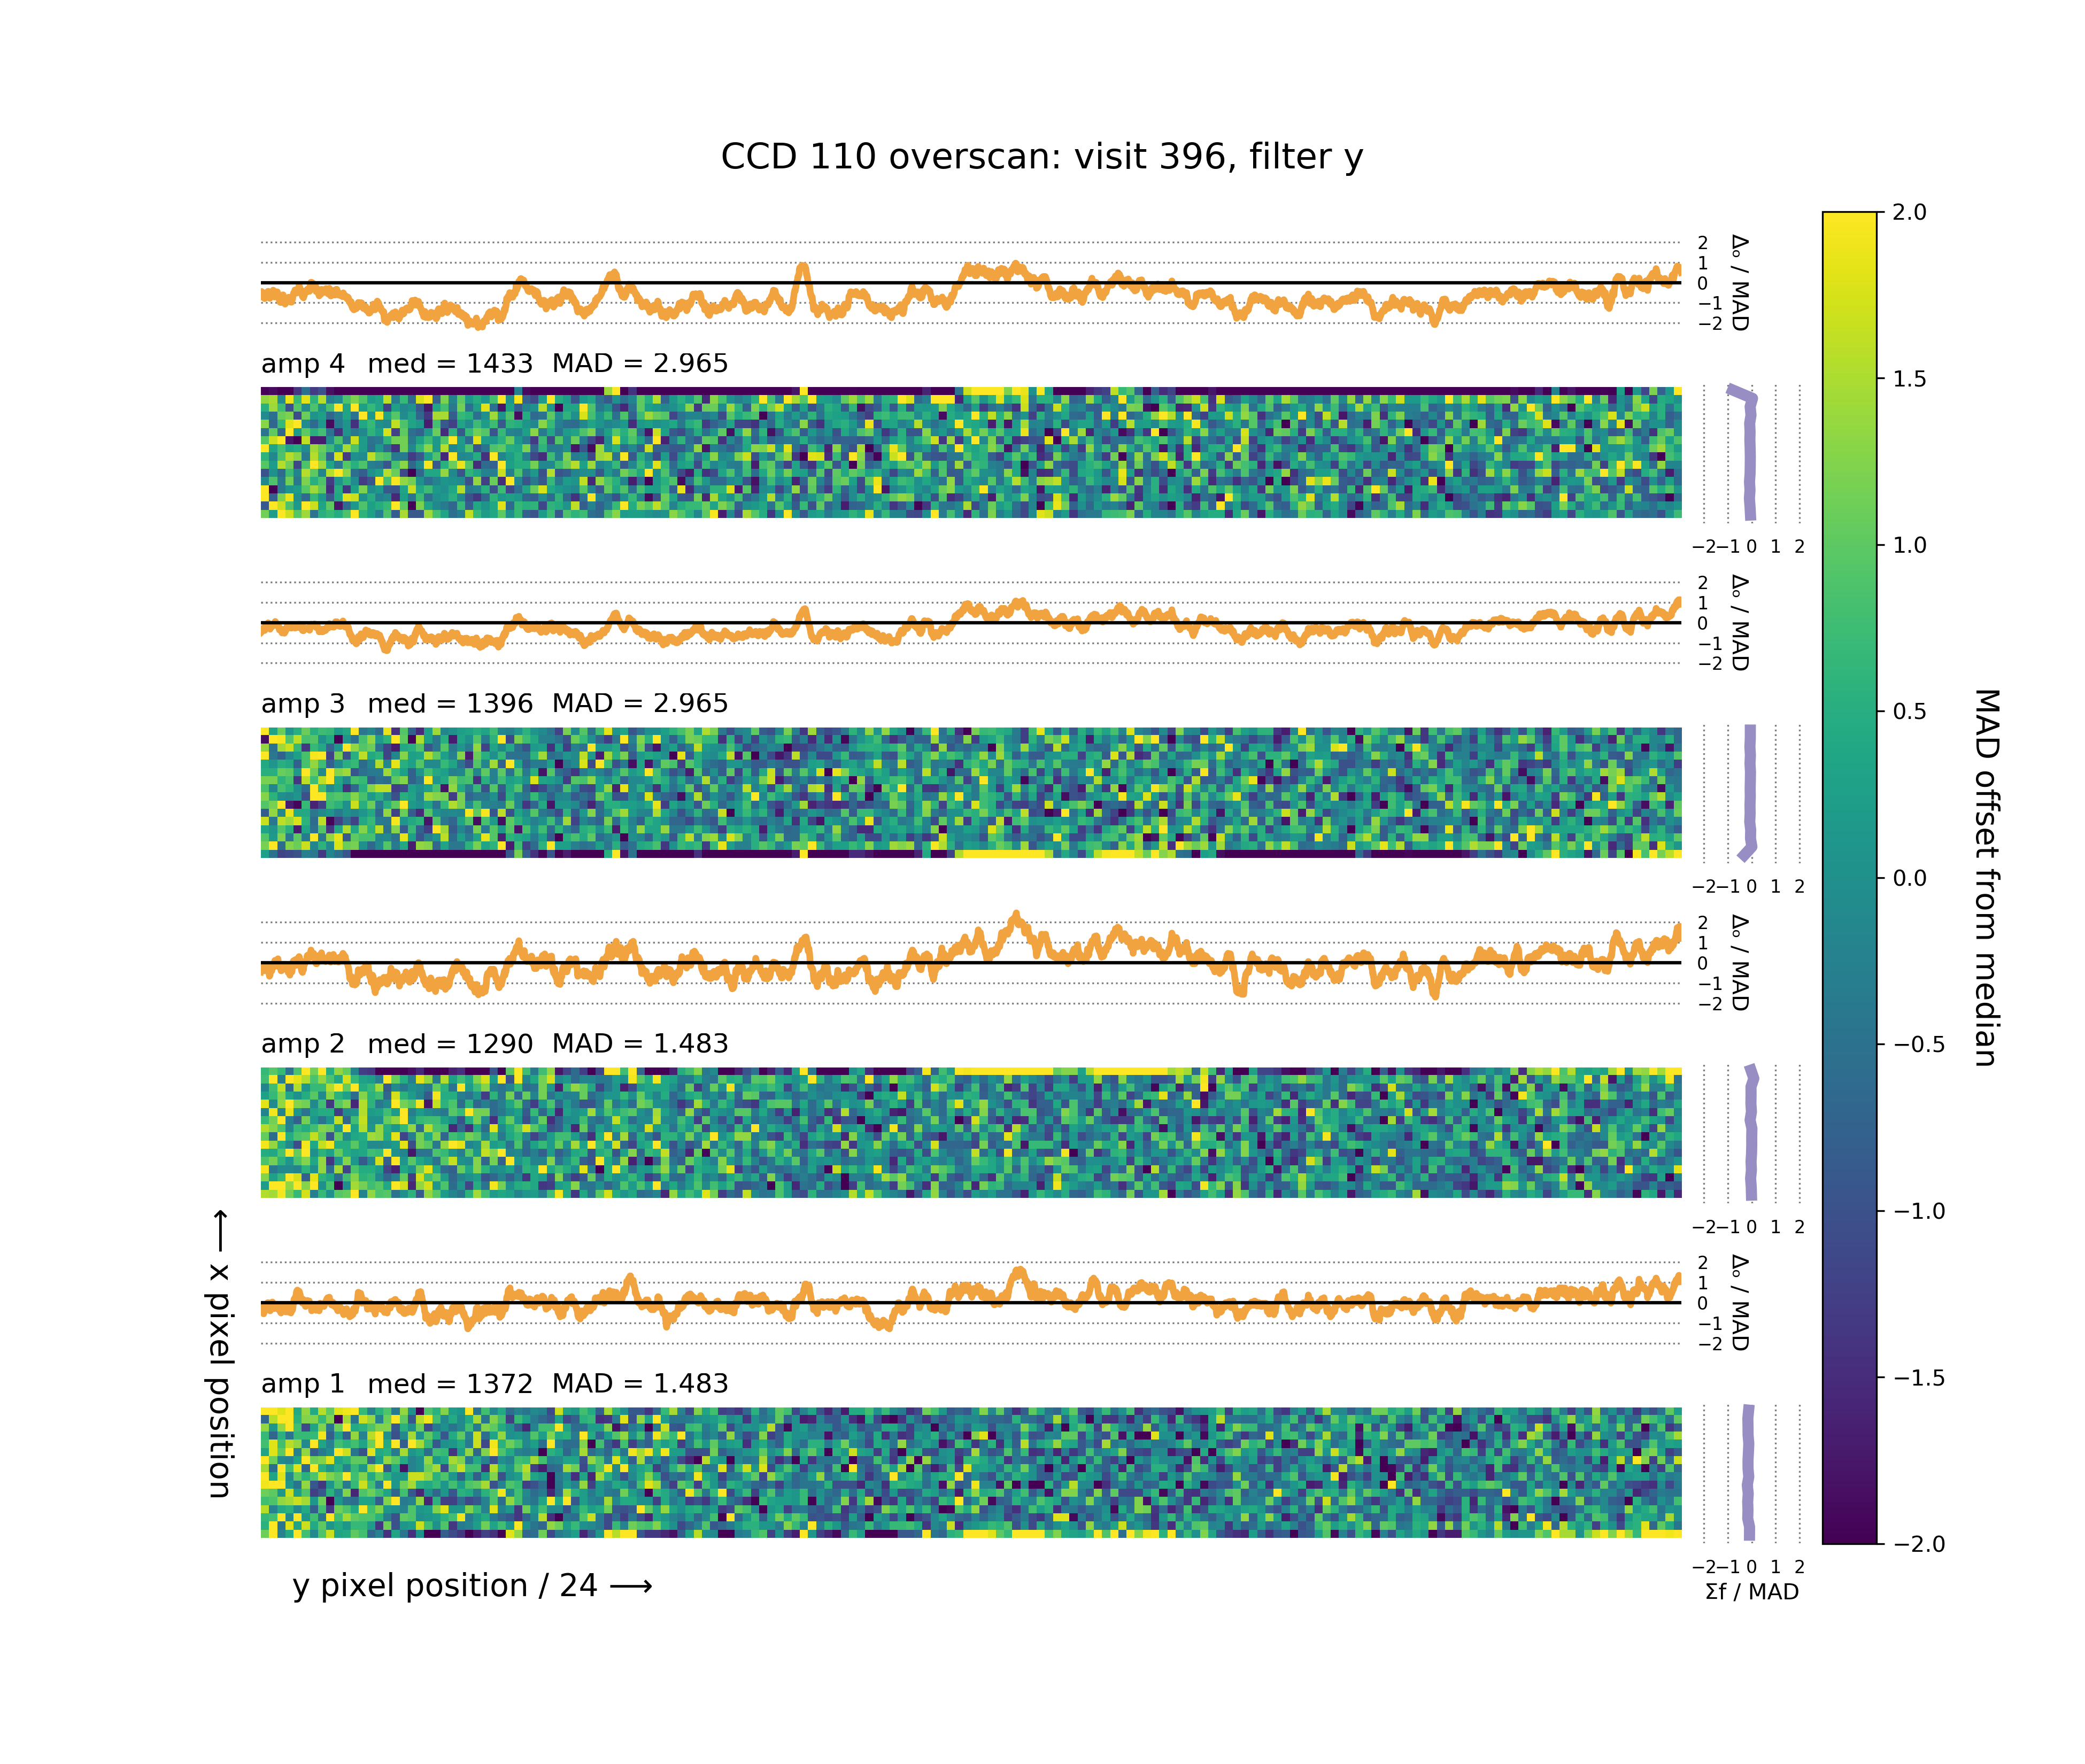 CCD 110 overscan: visit 396, filter y
2
1
0
−1
−2
Δₒ / MAD
amp 4 med = 1433 MAD = 2.965
−2 −1 0 1 2
2
1
0
−1
−2
Δₒ / MAD
amp 3 med = 1396 MAD = 2.965
−2 −1 0 1 2
2
1
0
−1
−2
Δₒ / MAD
amp 2 med = 1290 MAD = 1.483
−2 −1 0 1 2
2
1
0
−1
−2
Δₒ / MAD
amp 1 med = 1372 MAD = 1.483
−2 −1 0 1 2
Σf / MAD
y pixel position / 24 ⟶
⟵ x pixel position
2.0
1.5
1.0
0.5
0.0
−0.5
−1.0
−1.5
−2.0
MAD offset from median